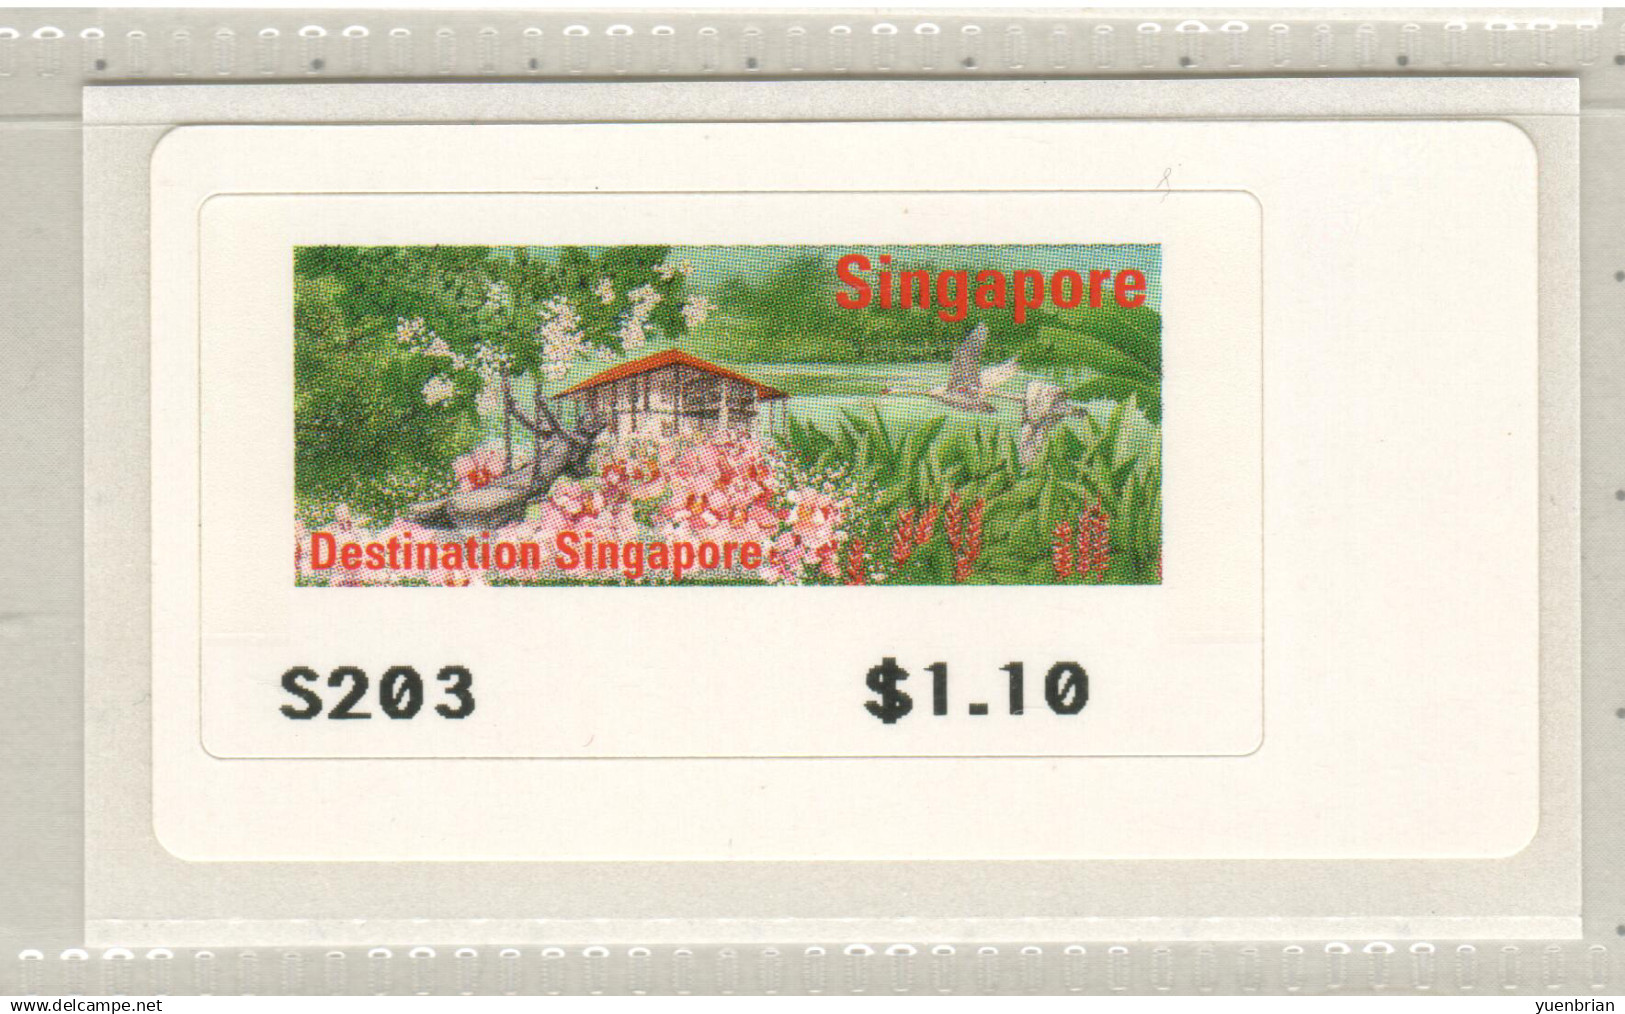 Singapore
Destination Singapore
S203 $1.10
www.delcampe.net
yuenbrian